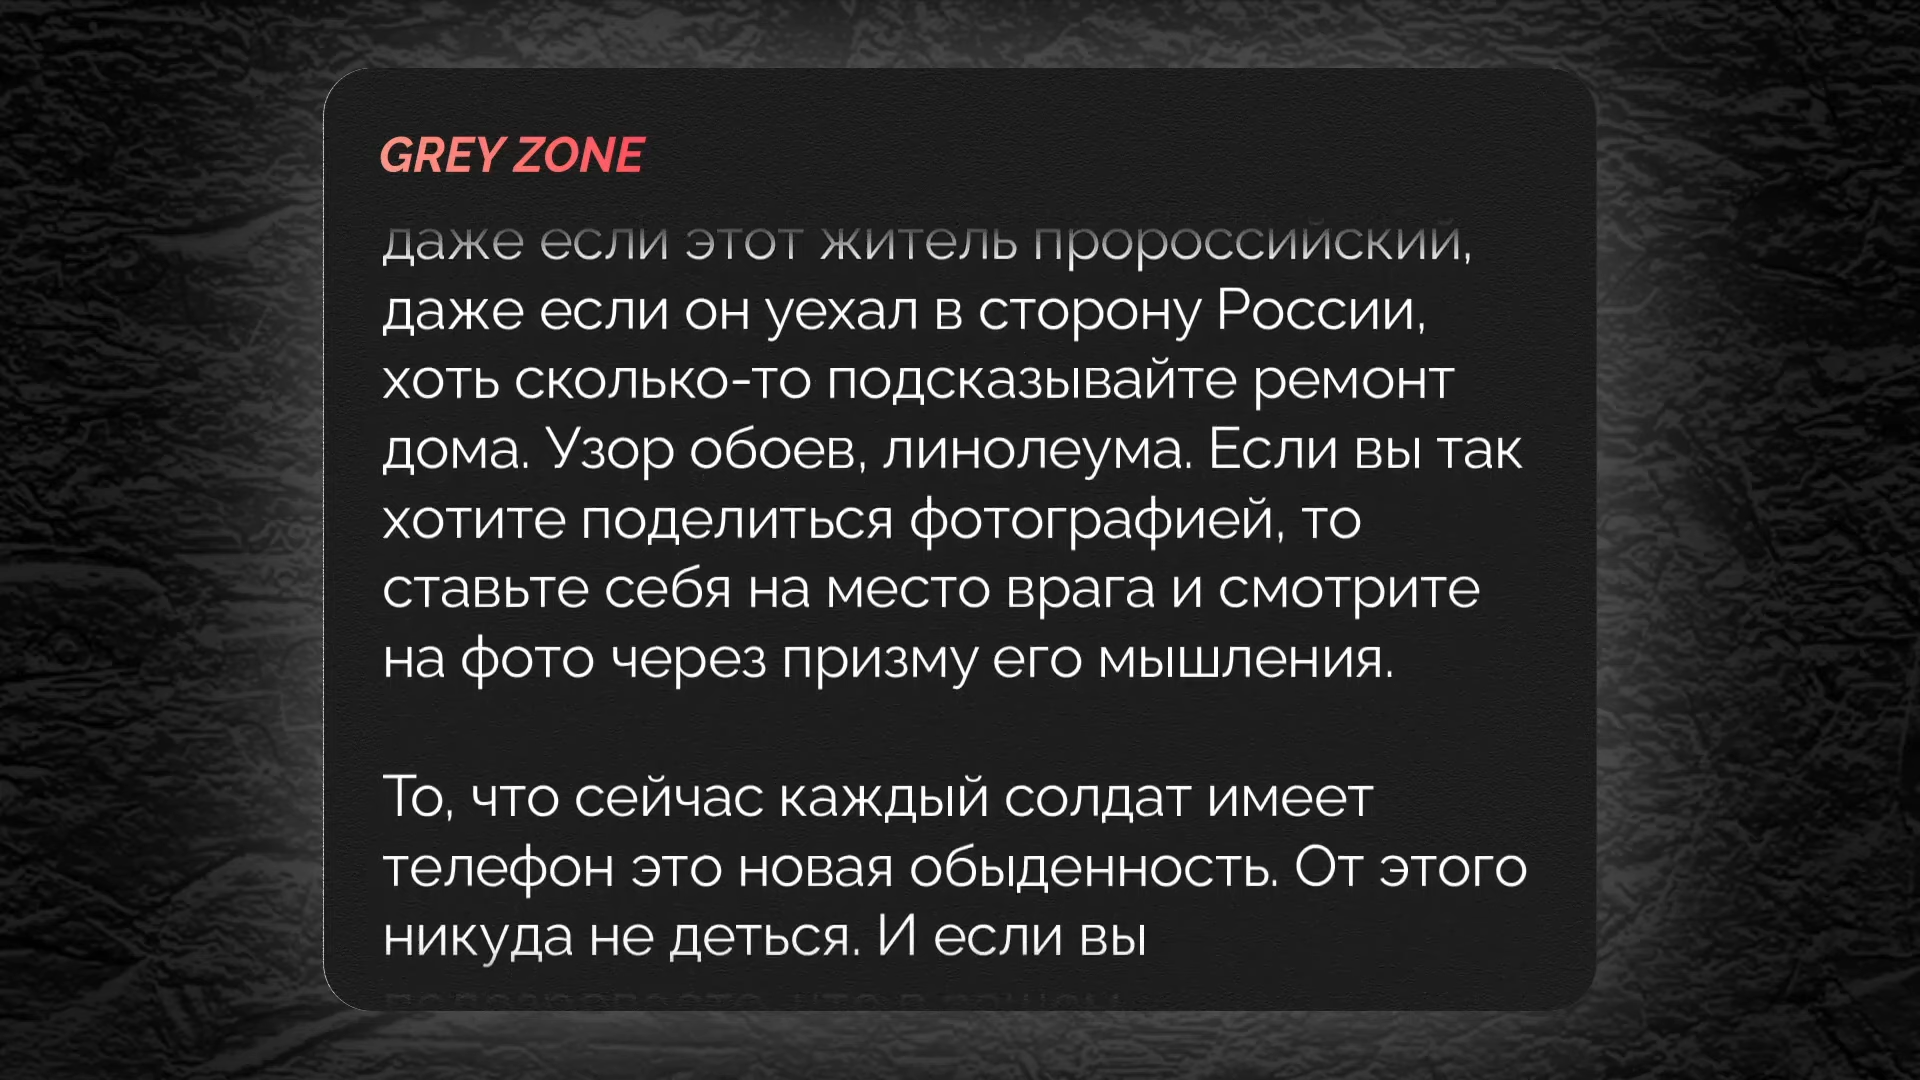 GREY ZONE
даже если этот житель пророссийский,
даже если он уехал в сторону России,
хоть сколько-то подсказывайте ремонт
дома. Узор обоев, линолеума. Если вы так
хотите поделиться фотографией, то
ставьте себя на место врага и смотрите
на фото через призму его мышления.
То, что сейчас каждый солдат имеет
телефон это новая обыденность. От этого
никуда не деться. И если вы